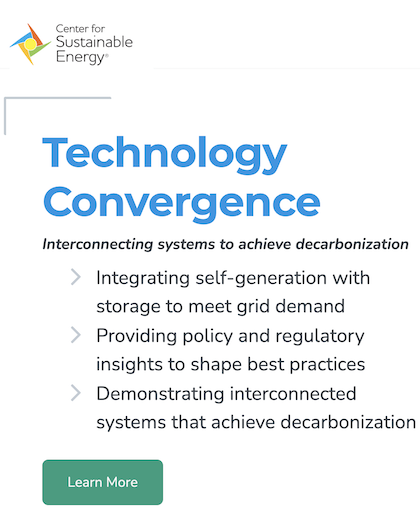 Center for
Sustainable
Energy®
Technology
Convergence
Interconnecting systems to achieve decarbonization
Integrating self-generation with
storage to meet grid demand
Providing policy and regulatory
insights to shape best practices
Demonstrating interconnected
systems that achieve decarbonization
Learn More